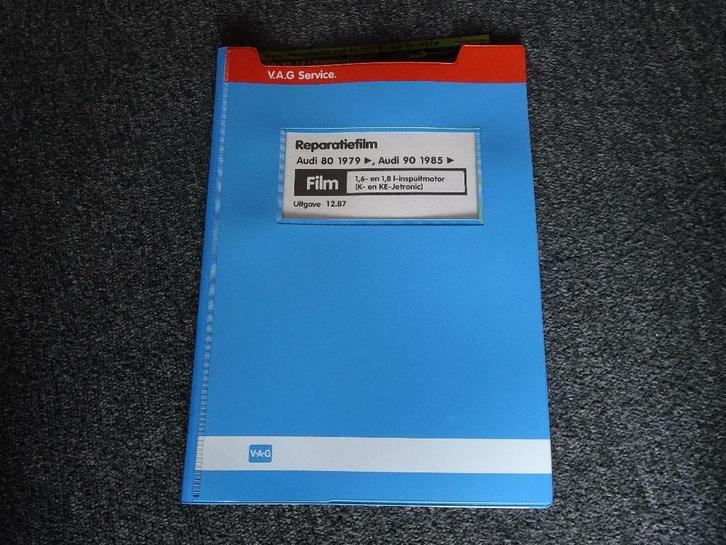 V.A.G Service.
Reparatiefilm
Audi 80 1979 ►, Audi 90 1985 ►
Film
1,6- en 1,8 l-inspuitmotor
(K- en KE-Jetronic)
Uitgave 12.87
V·A·G